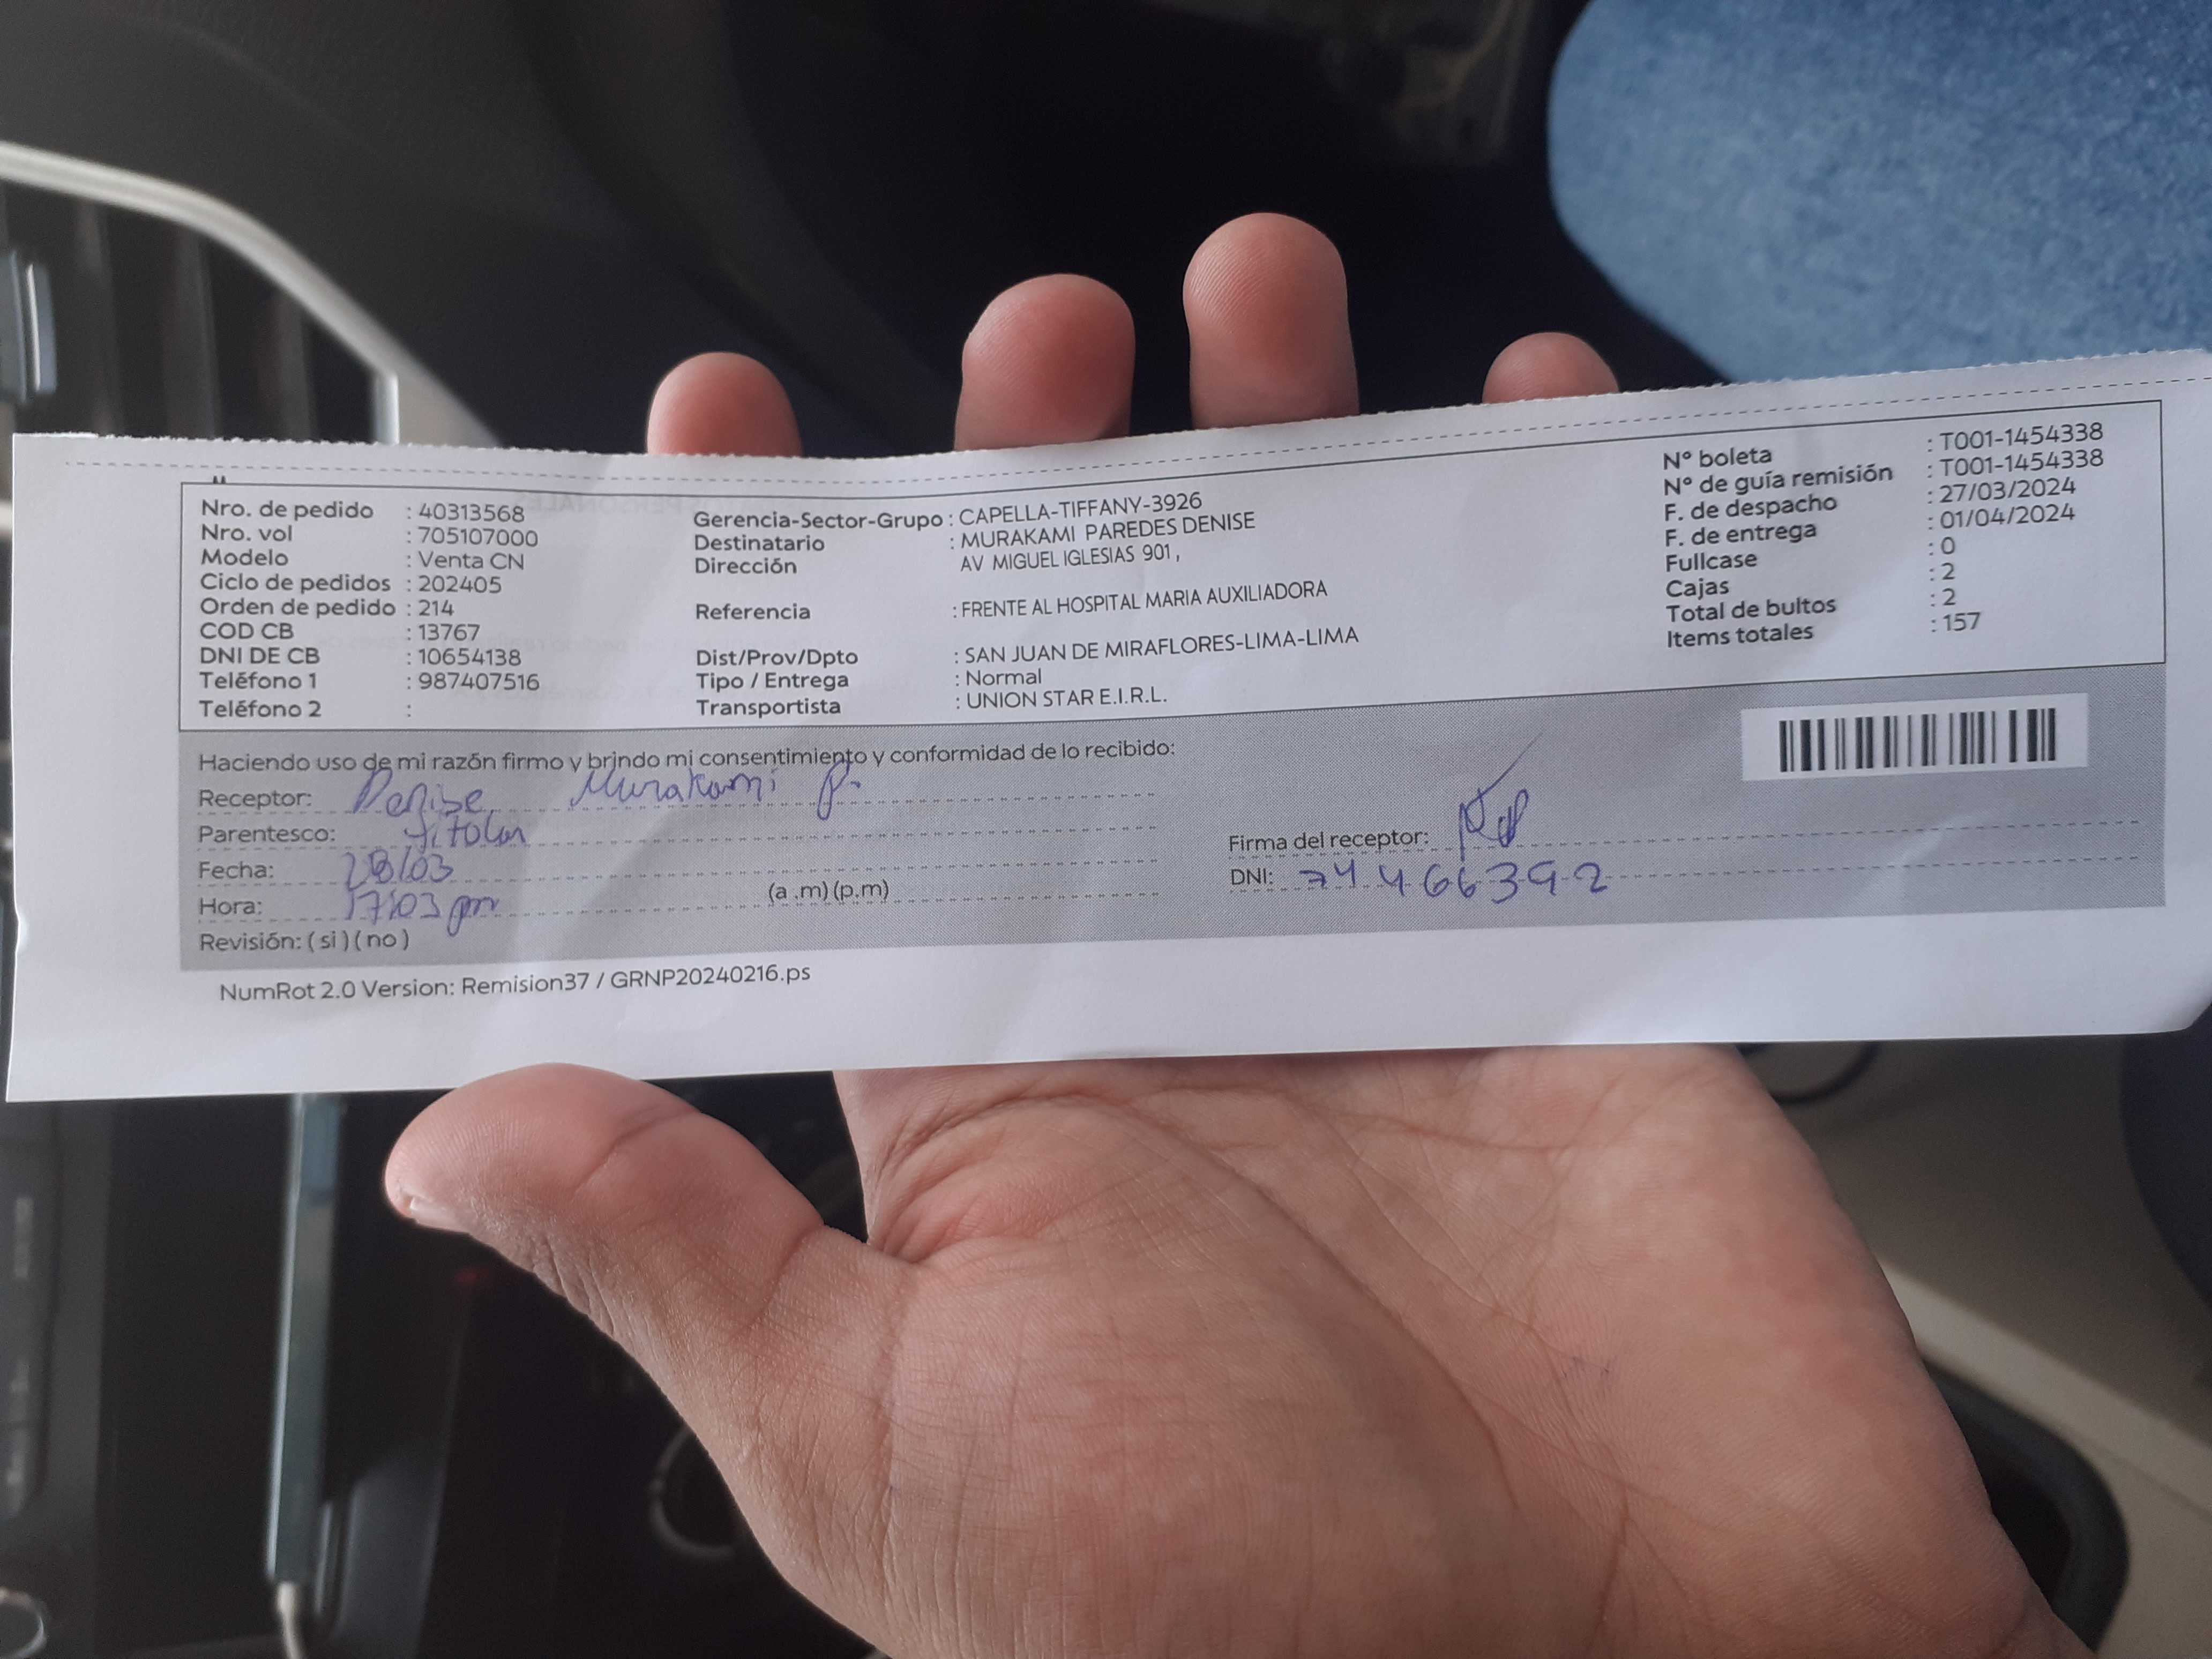 Nro. de pedido : 40313568
Nro. vol : 705107000
Modelo : Venta CN
Ciclo de pedidos : 202405
Orden de pedido : 214
COD CB : 13767
DNI DE CB : 10654138
Teléfono 1 : 987407516
Teléfono 2 :
Gerencia-Sector-Grupo : CAPELLA-TIFFANY-3926
Destinatario : MURAKAMI PAREDES DENISE
Dirección AV MIGUEL IGLESIAS 901 ,
Referencia : FRENTE AL HOSPITAL MARIA AUXILIADORA
Dist/Prov/Dpto : SAN JUAN DE MIRAFLORES-LIMA-LIMA
Tipo / Entrega : Normal
Transportista : UNION STAR E.I.R.L.
N° boleta : T001-1454338
N° de guía remisión : T001-1454338
F. de despacho : 27/03/2024
F. de entrega : 01/04/2024
Fullcase : 0
Cajas : 2
Total de bultos : 2
Items totales : 157
Haciendo uso de mi razón firmo y brindo mi consentimiento y conformidad de lo recibido:
Receptor: Denise Murakami P.
Parentesco: titular
Fecha: 28/03
Hora: 17:03 pm (a .m) (p.m)
Revisión: ( si ) ( no )
Firma del receptor:
DNI: 74466392
NumRot 2.0 Version: Remision37 / GRNP20240216.ps